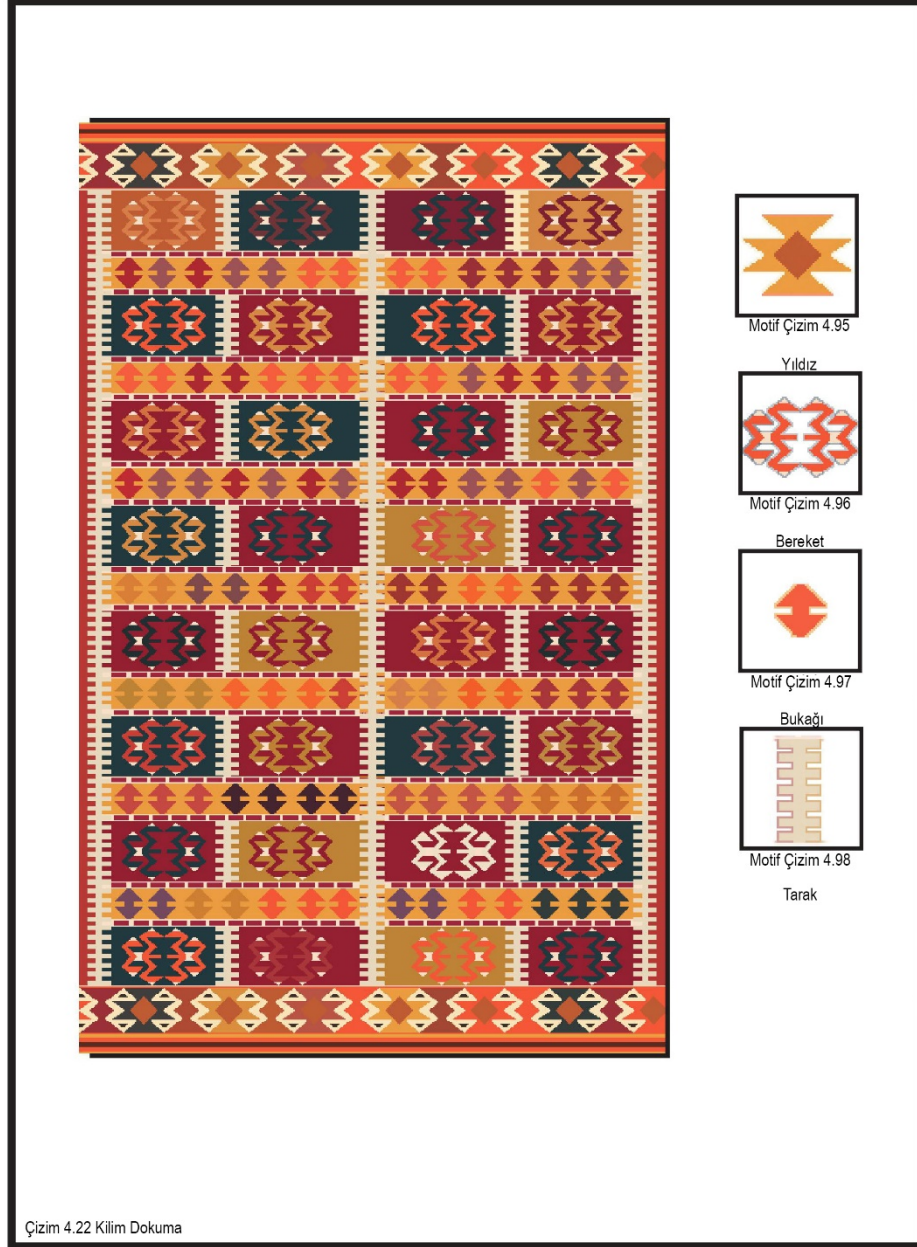 Motif Çizim 4.95
Yıldız
Motif Çizim 4.96
Bereket
Motif Çizim 4.97
Bukağı
Motif Çizim 4.98
Tarak
Çizim 4.22 Kilim Dokuma